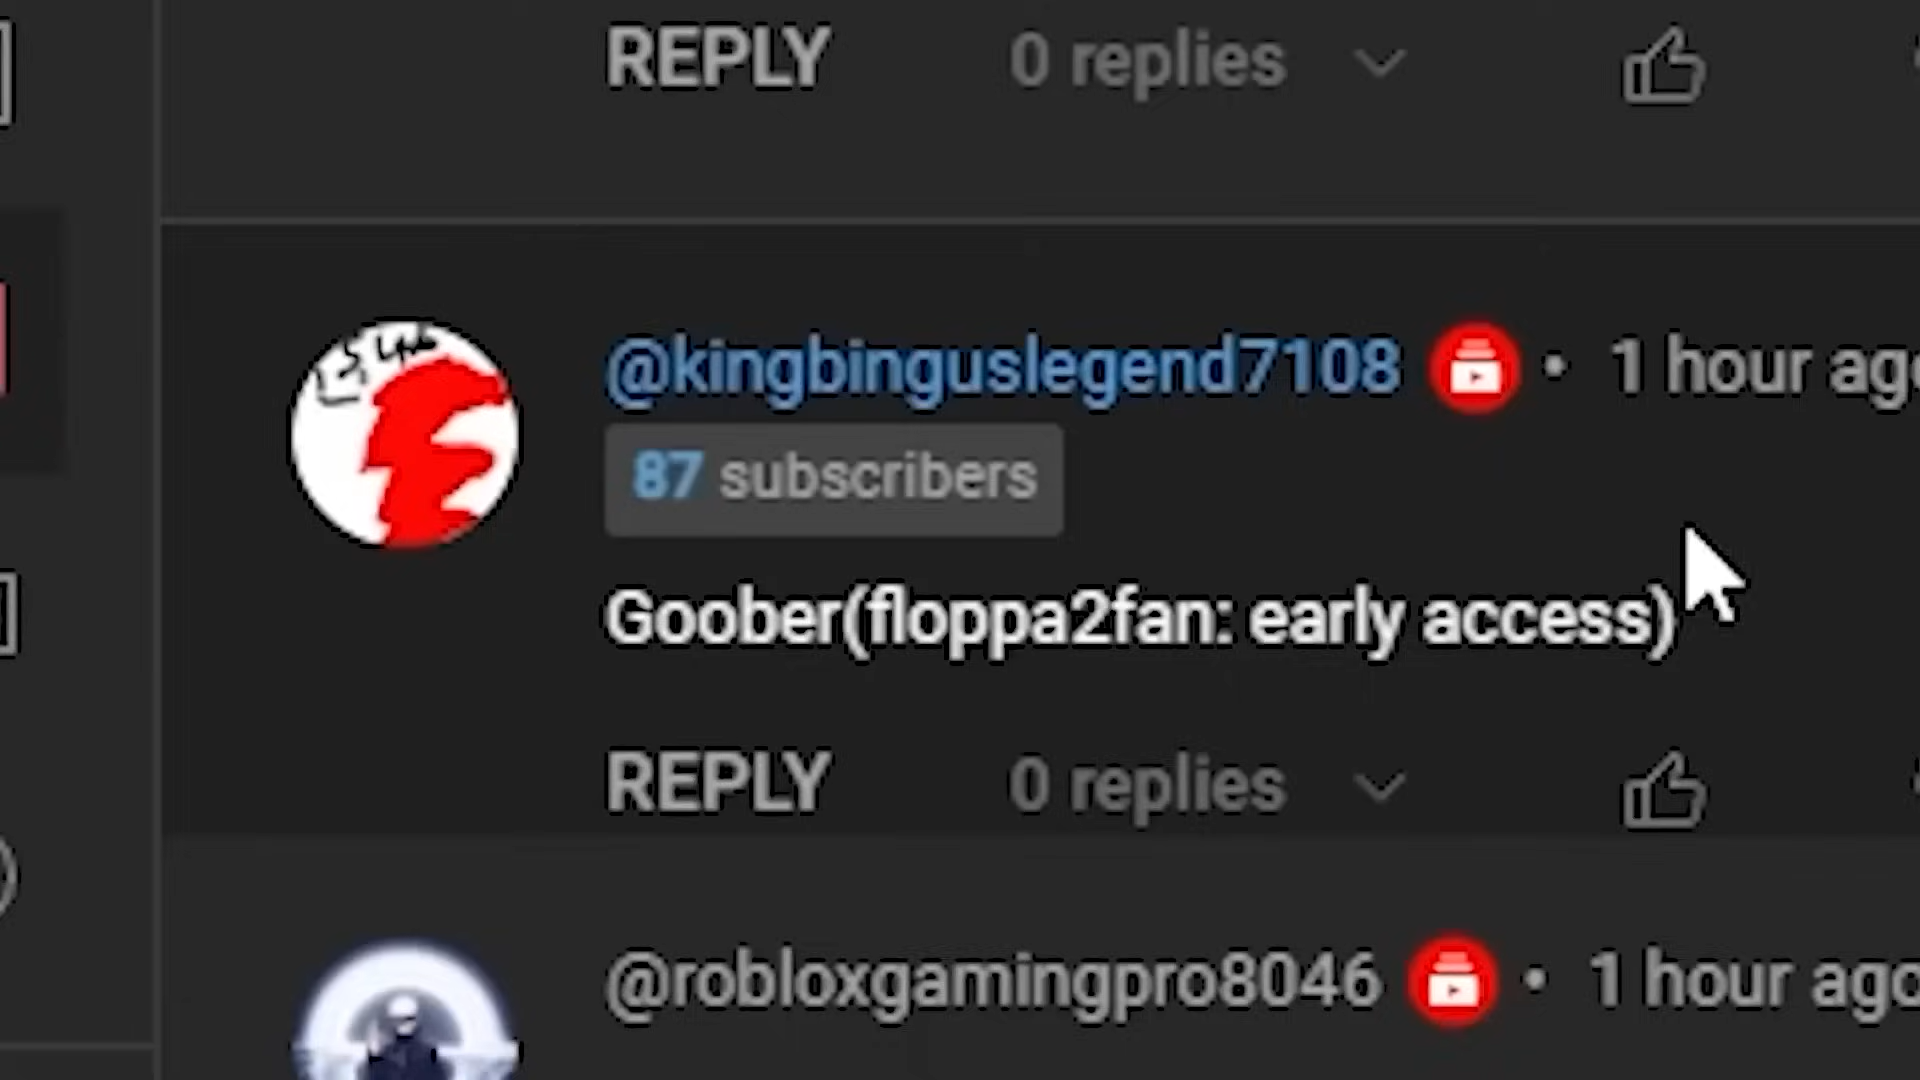 REPLY 0 replies
@kingbinguslegend7108 • 1 hour ago
87 subscribers
Goober(floppa2fan: early access)
REPLY 0 replies
@robloxgamingpro8046 • 1 hour ago